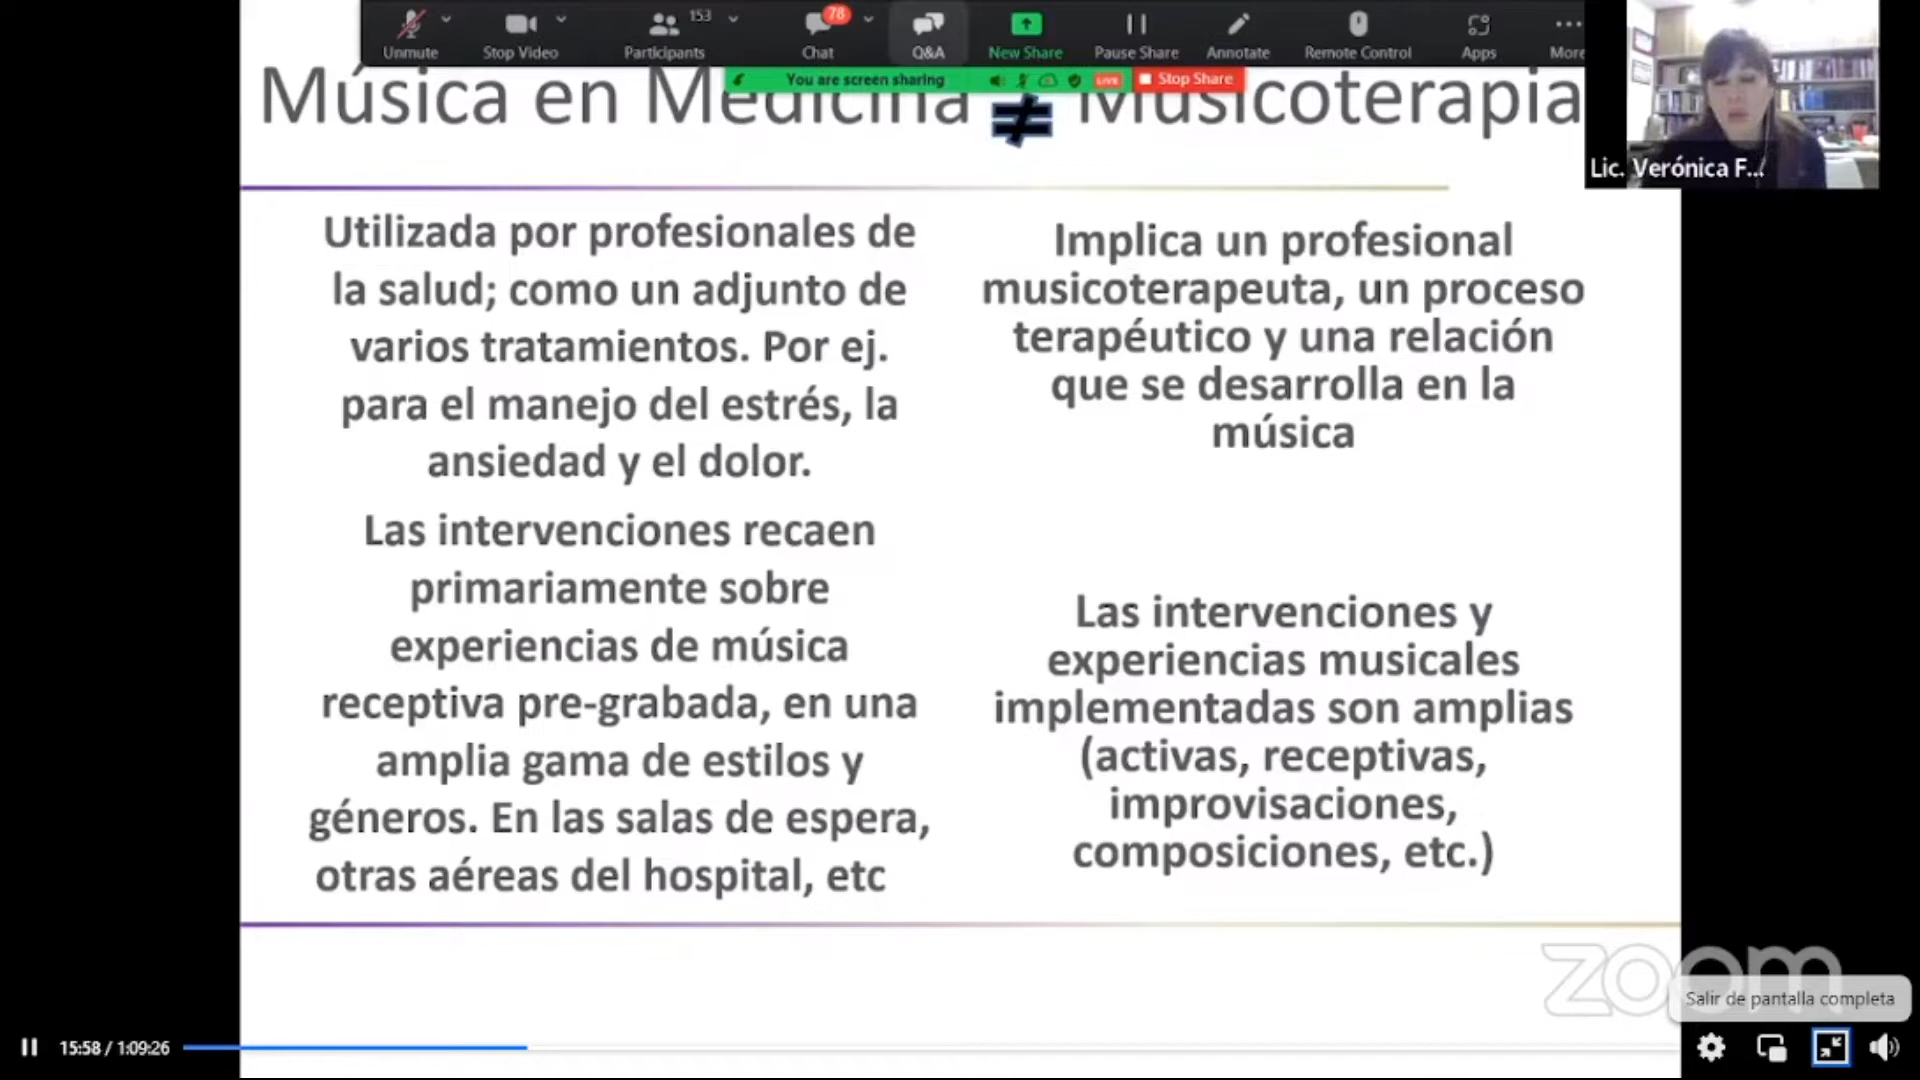 Unmute
Stop Video
153
Participants
78
Chat
Q&A
New Share
Pause Share
Annotate
Remote Control
Apps
More
You are screen sharing
LIVE
Stop Share
Música en Medicina ≠ Musicoterapia
Lic. Verónica F...
Utilizada por profesionales de
la salud; como un adjunto de
varios tratamientos. Por ej.
para el manejo del estrés, la
ansiedad y el dolor.
Las intervenciones recaen
primariamente sobre
experiencias de música
receptiva pre-grabada, en una
amplia gama de estilos y
géneros. En las salas de espera,
otras aéreas del hospital, etc
Implica un profesional
musicoterapeuta, un proceso
terapéutico y una relación
que se desarrolla en la
música
Las intervenciones y
experiencias musicales
implementadas son amplias
(activas, receptivas,
improvisaciones,
composiciones, etc.)
zoom
Salir de pantalla completa
15:58 / 1:09:26